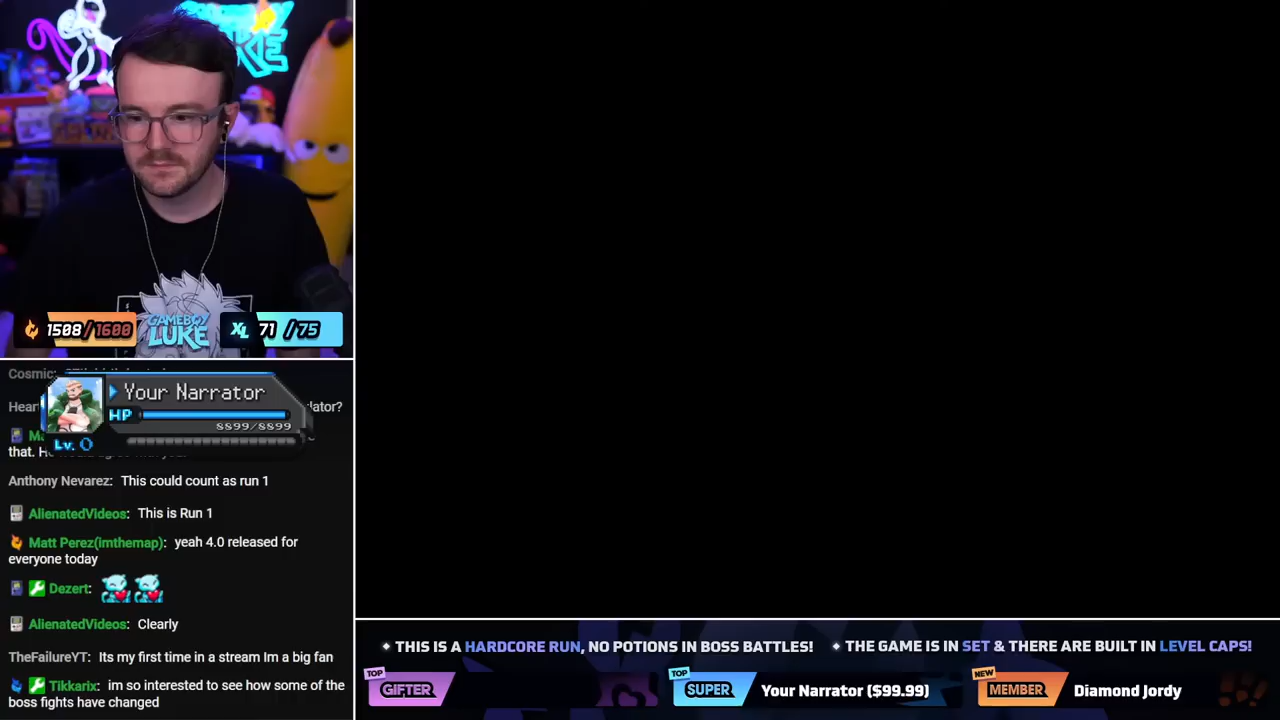 GAMEBOY
LUKE
1508/1600
XL 71 /75
Cosmic:
Your Narrator
HP
8899/8899
Lv. 0
Anthony Nevarez: This could count as run 1
AlienatedVideos: This is Run 1
Matt Perez(imthemap): yeah 4.0 released for
everyone today
Dezert:
AlienatedVideos: Clearly
TheFailureYT: Its my first time in a stream Im a big fan
Tikkarix: im so interested to see how some of the
boss fights have changed
THIS IS A HARDCORE RUN, NO POTIONS IN BOSS BATTLES!
THE GAME IS IN SET & THERE ARE BUILT IN LEVEL CAPS!
TOP
GIFTER
TOP
SUPER
Your Narrator ($99.99)
NEW
MEMBER
Diamond Jordy